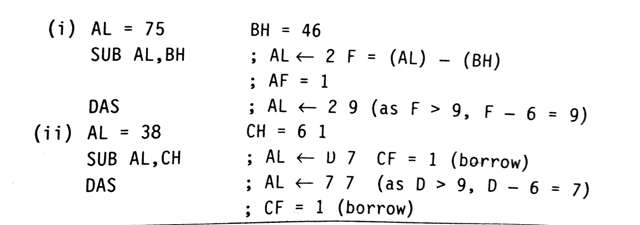 (i) AL = 75 BH = 46
SUB AL,BH ; AL ← 2 F = (AL) – (BH)
; AF = 1
DAS ; AL ← 2 9 (as F > 9, F - 6 = 9)
(ii) AL = 38 CH = 6 1
SUB AL,CH ; AL ← D 7 CF = 1 (borrow)
DAS ; AL ← 7 7 (as D > 9, D - 6 = 7)
; CF = 1 (borrow)